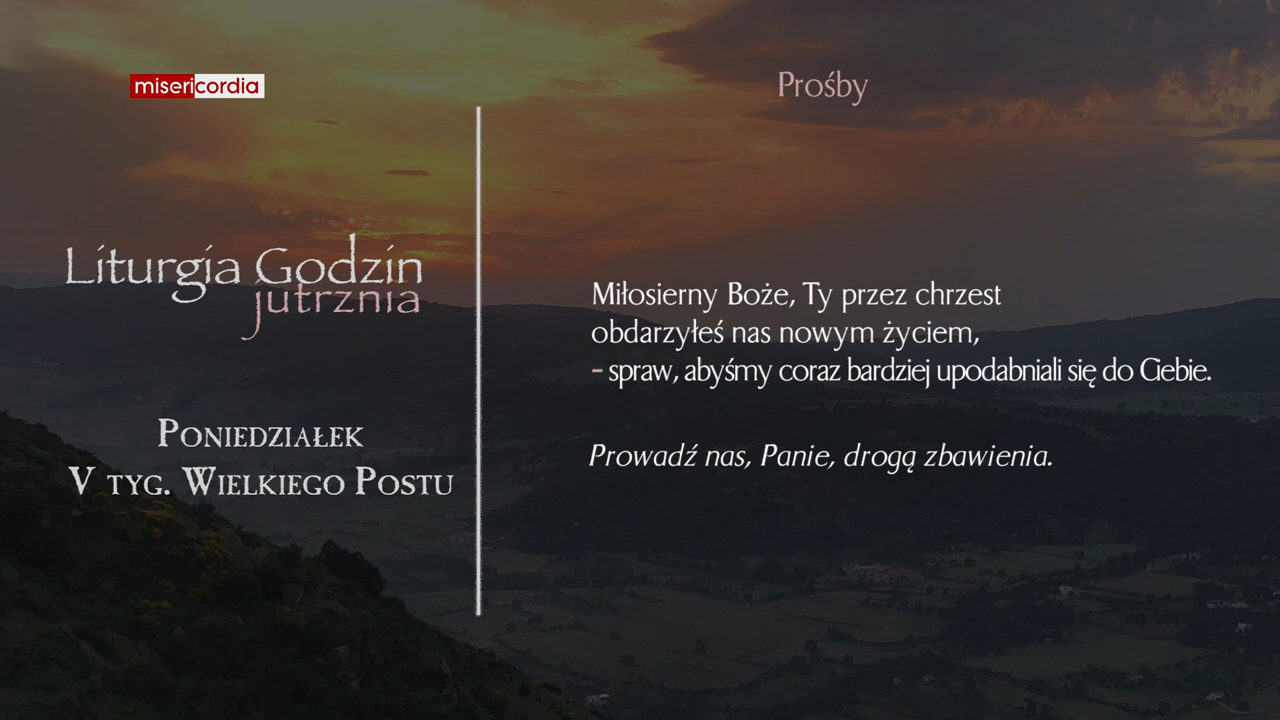 misericordia
Prośby
Liturgia Godzin
jutrznia
Poniedziałek
V tyg. Wielkiego Postu
Miłosierny Boże, Ty przez chrzest
obdarzyłeś nas nowym życiem,
- spraw, abyśmy coraz bardziej upodabniali się do Ciebie.
Prowadź nas, Panie, drogą zbawienia.